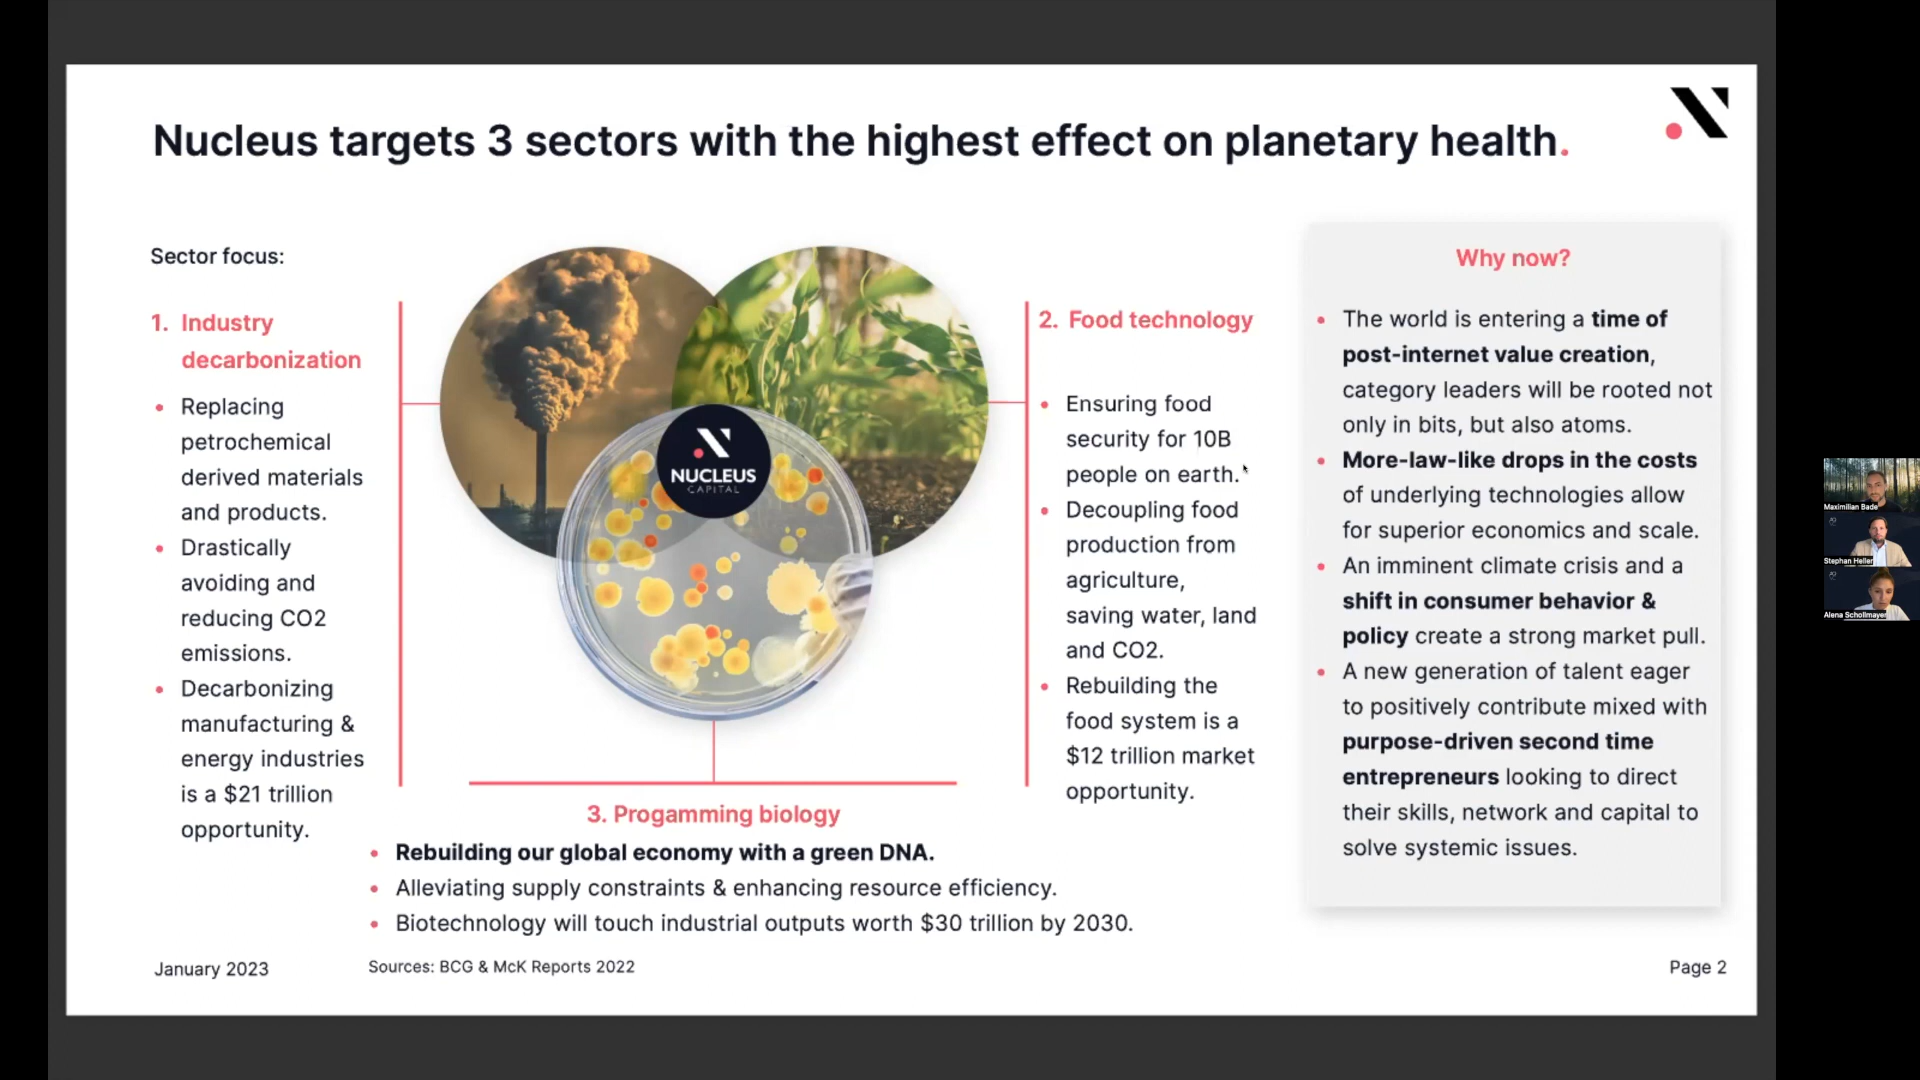 Nucleus targets 3 sectors with the highest effect on planetary health.
Sector focus:
1. Industry
decarbonization
• Replacing
petrochemical
derived materials
and products.
• Drastically
avoiding and
reducing CO2
emissions.
• Decarbonizing
manufacturing &
energy industries
is a $21 trillion
opportunity.
NUCLEUS
CAPITAL
2. Food technology
• Ensuring food
security for 10B
people on earth.
• Decoupling food
production from
agriculture,
saving water, land
and CO2.
• Rebuilding the
food system is a
$12 trillion market
opportunity.
3. Progamming biology
• Rebuilding our global economy with a green DNA.
• Alleviating supply constraints & enhancing resource efficiency.
• Biotechnology will touch industrial outputs worth $30 trillion by 2030.
Why now?
• The world is entering a time of
post-internet value creation,
category leaders will be rooted not
only in bits, but also atoms.
• More-law-like drops in the costs
of underlying technologies allow
for superior economics and scale.
• An imminent climate crisis and a
shift in consumer behavior &
policy create a strong market pull.
• A new generation of talent eager
to positively contribute mixed with
purpose-driven second time
entrepreneurs looking to direct
their skills, network and capital to
solve systemic issues.
January 2023
Sources: BCG & McK Reports 2022
Page 2
Maximilian Bade
Stephan Heller
Alena Schollmayer